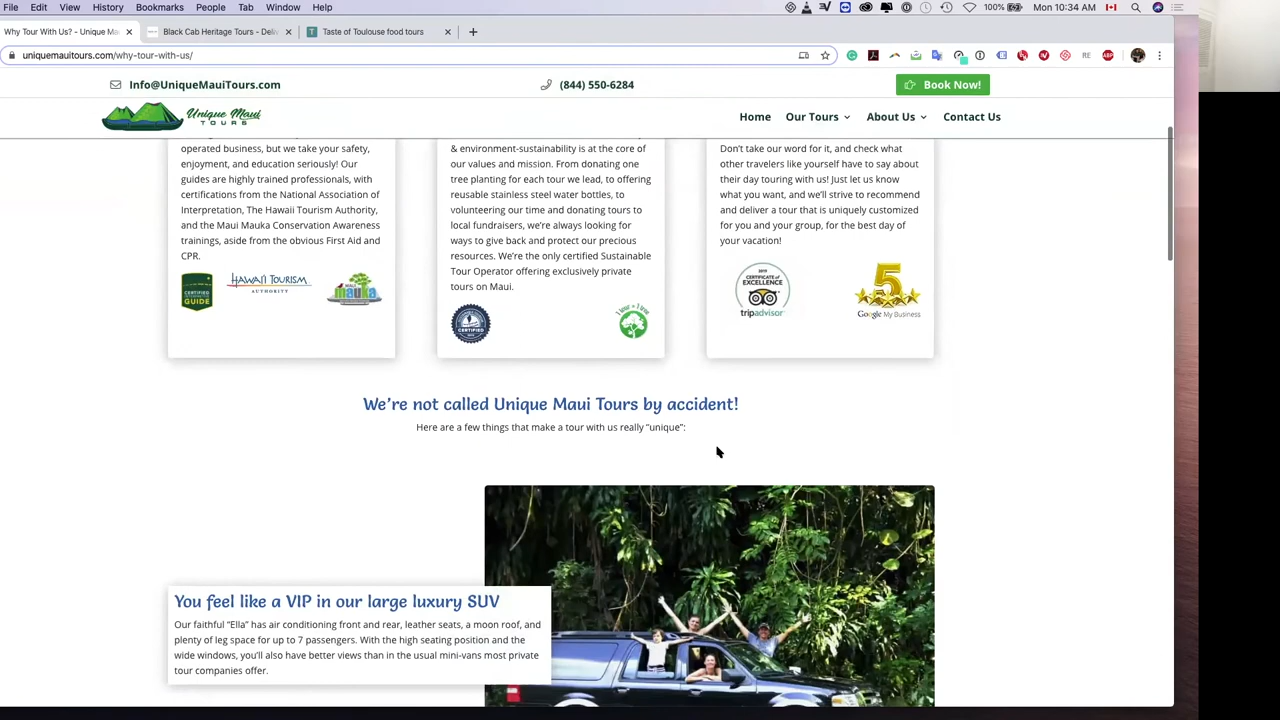 File Edit View History Bookmarks People Tab Window Help
100% Mon 10:34 AM
Why Tour With Us? - Unique Ma
Black Cab Heritage Tours - Deliv
Taste of Toulouse food tours
uniquemauitours.com/why-tour-with-us/
Info@UniqueMauiTours.com
(844) 550-6284
Book Now!
Unique Maui
TOURS
Home Our Tours About Us Contact Us
operated business, but we take your safety,
enjoyment, and education seriously! Our
guides are highly trained professionals, with
certifications from the National Association of
Interpretation, The Hawaii Tourism Authority,
and the Maui Mauka Conservation Awareness
trainings, aside from the obvious First Aid and
CPR.
CERTIFIED
GUIDE
HAWAI'I TOURISM
AUTHORITY
mauka
& environment-sustainability is at the core of
our values and mission. From donating one
tree planting for each tour we lead, to offering
reusable stainless steel water bottles, to
volunteering our time and donating tours to
local fundraisers, we're always looking for
ways to give back and protect our precious
resources. We're the only certified Sustainable
Tour Operator offering exclusively private
tours on Maui.
CERTIFIED
1 tour = 1 tree
Don't take our word for it, and check what
other travelers like yourself have to say about
their day touring with us! Just let us know
what you want, and we'll strive to recommend
and deliver a tour that is uniquely customized
for you and your group, for the best day of
your vacation!
2019
CERTIFICATE of
EXCELLENCE
tripadvisor
5
Google My Business
We're not called Unique Maui Tours by accident!
Here are a few things that make a tour with us really "unique":
You feel like a VIP in our large luxury SUV
Our faithful "Ella" has air conditioning front and rear, leather seats, a moon roof, and
plenty of leg space for up to 7 passengers. With the high seating position and the
wide windows, you'll also have better views than in the usual mini-vans most private
tour companies offer.